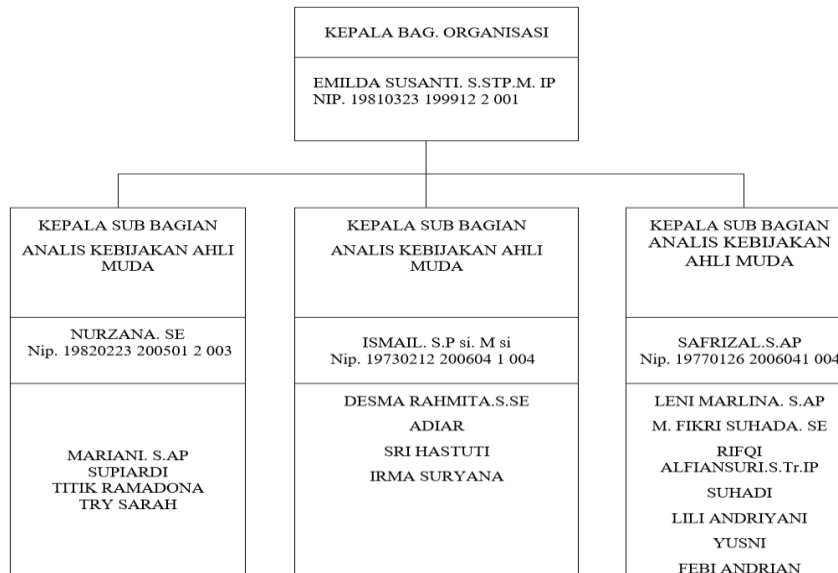 KEPALA BAG. ORGANISASI
EMILDA SUSANTI. S.STP.M. IP
NIP. 19810323 199912 2 001
KEPALA SUB BAGIAN
ANALIS KEBIJAKAN AHLI
MUDA
NURZANA. SE
Nip. 19820223 200501 2 003
MARIANI. S.AP
SUPIARDI
TITIK RAMADONA
TRY SARAH
KEPALA SUB BAGIAN
ANALIS KEBIJAKAN AHLI
MUDA
ISMAIL. S.P si. M si
Nip. 19730212 200604 1 004
DESMA RAHMITA.S.SE
ADIAR
SRI HASTUTI
IRMA SURYANA
KEPALA SUB BAGIAN
ANALIS KEBIJAKAN
AHLI MUDA
SAFRIZAL.S.AP
Nip. 19770126 2006041 004
LENI MARLINA. S.AP
M. FIKRI SUHADA. SE
RIFQI
ALFIANSURI.S.Tr.IP
SUHADI
LILI ANDRIYANI
YUSNI
FEBI ANDRIAN